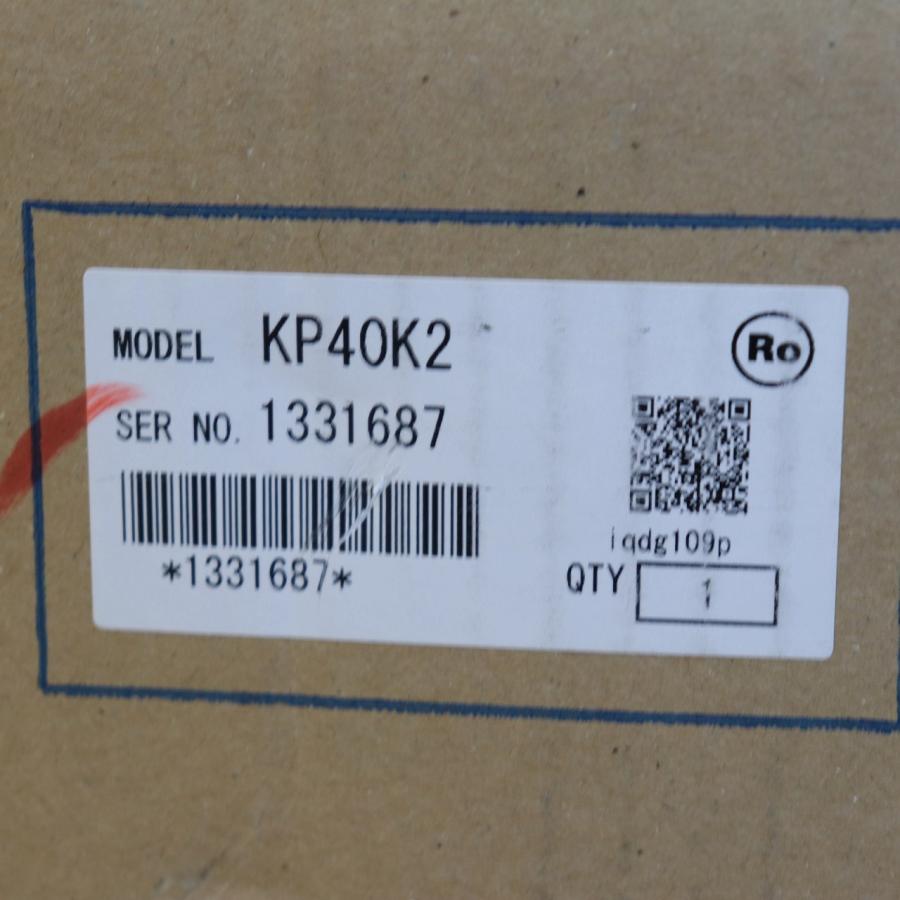 MODEL KP40K2
Ro
SER NO. 1331687
*1331687*
iqdg109p
QTY 1